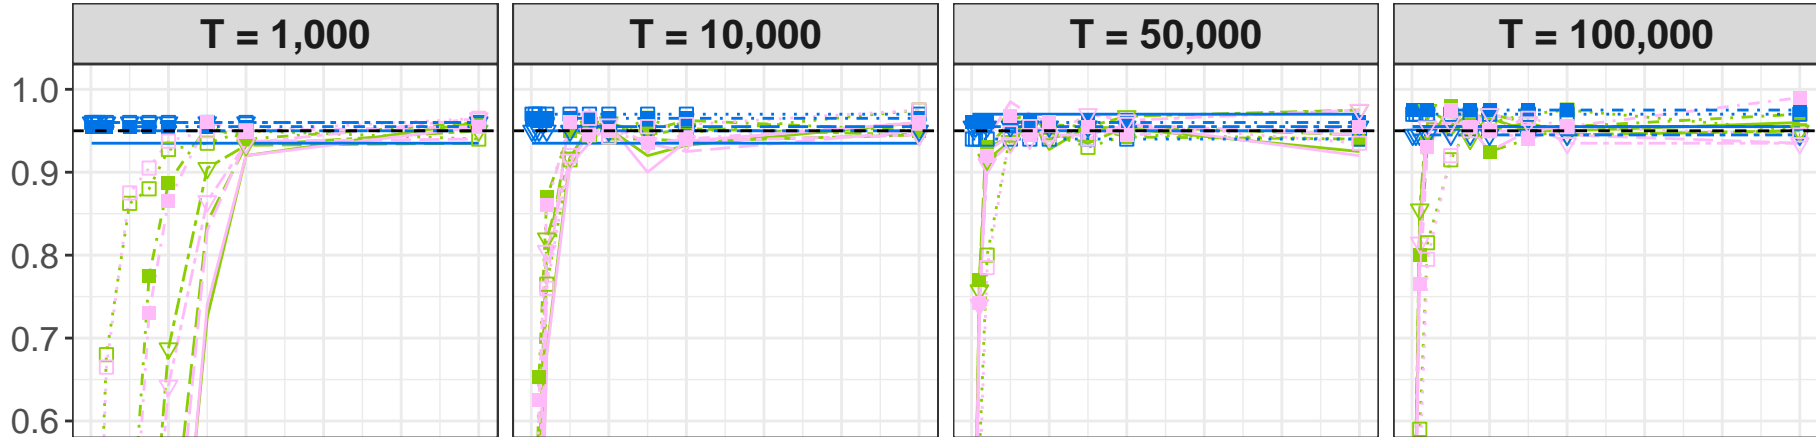 T = 1,000
T = 10,000
T = 50,000
T = 100,000
1.0
0.9
0.8
0.7
0.6